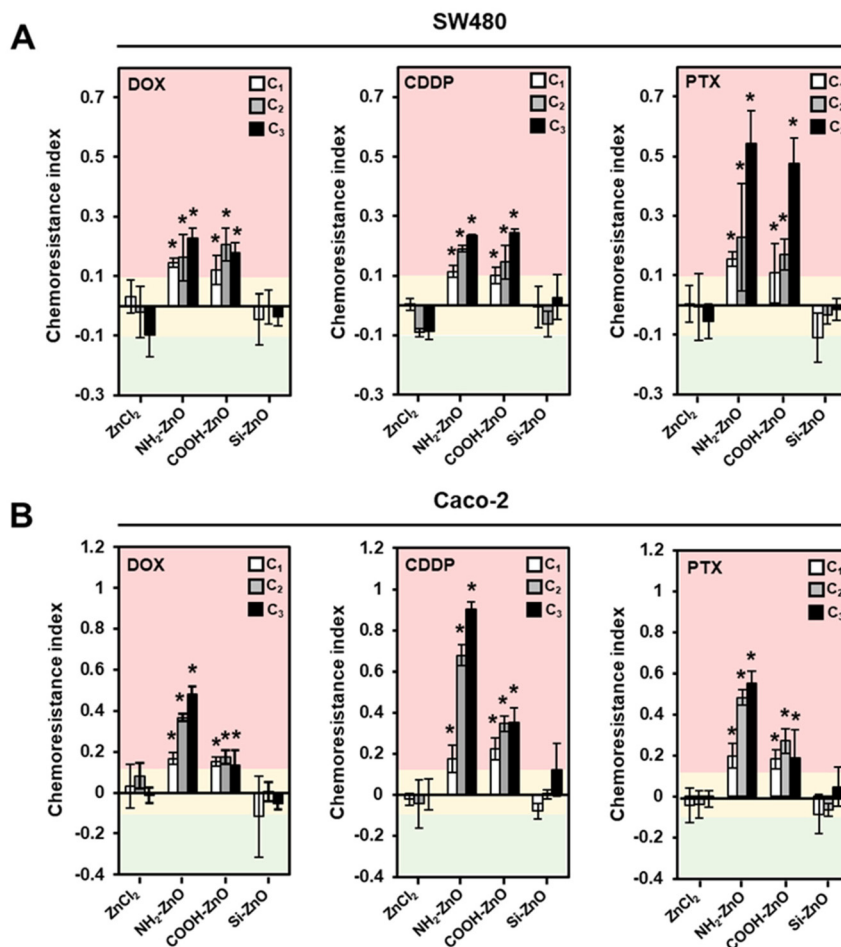 A
SW480
DOX
C₁
C₂
C₃
Chemoresistance index
0.7
0.5
0.3
0.1
-0.1
-0.3
ZnCl₂
NH₂-ZnO
COOH-ZnO
Si-ZnO
* * *
* * *
CDDP
C₁
C₂
C₃
Chemoresistance index
0.7
0.5
0.3
0.1
-0.1
-0.3
ZnCl₂
NH₂-ZnO
COOH-ZnO
Si-ZnO
* * *
* * *
PTX
Chemoresistance index
0.7
0.5
0.3
0.1
-0.1
-0.3
ZnCl₂
NH₂-ZnO
COOH-ZnO
Si-ZnO
* * *
* * *
B
Caco-2
DOX
C₁
C₂
C₃
Chemoresistance index
1.2
1
0.8
0.6
0.4
0.2
0
-0.2
-0.4
ZnCl₂
NH₂-ZnO
COOH-ZnO
Si-ZnO
* * *
* * *
CDDP
C₁
C₂
C₃
Chemoresistance index
1.2
1
0.8
0.6
0.4
0.2
0
-0.2
-0.4
ZnCl₂
NH₂-ZnO
COOH-ZnO
Si-ZnO
* * *
* * *
PTX
C₁
C₂
C₃
Chemoresistance index
1.2
1
0.8
0.6
0.4
0.2
0
-0.2
-0.4
ZnCl₂
NH₂-ZnO
COOH-ZnO
Si-ZnO
* * *
* * *